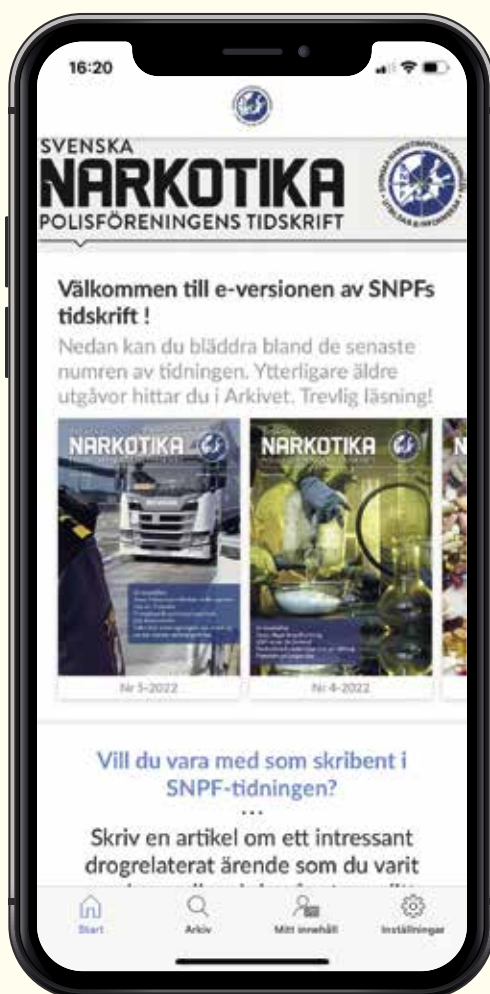 16:20
SVENSKA
NARKOTIKA
POLISFÖRENINGENS TIDSKRIFT
Välkommen till e-versionen av SNPFs
tidskrift !
Nedan kan du bläddra bland de senaste
numren av tidningen. Ytterligare äldre
utgåvor hittar du i Arkivet. Trevlig läsning!
NARKOTIKA
NARKOTIKA
Nr 5-2022
Nr 4-2022
Vill du vara med som skribent i
SNPF-tidningen?
...
Skriv en artikel om ett intressant
drogrelaterat ärende som du varit
Start
Arkiv
Mitt innehåll
Inställningar